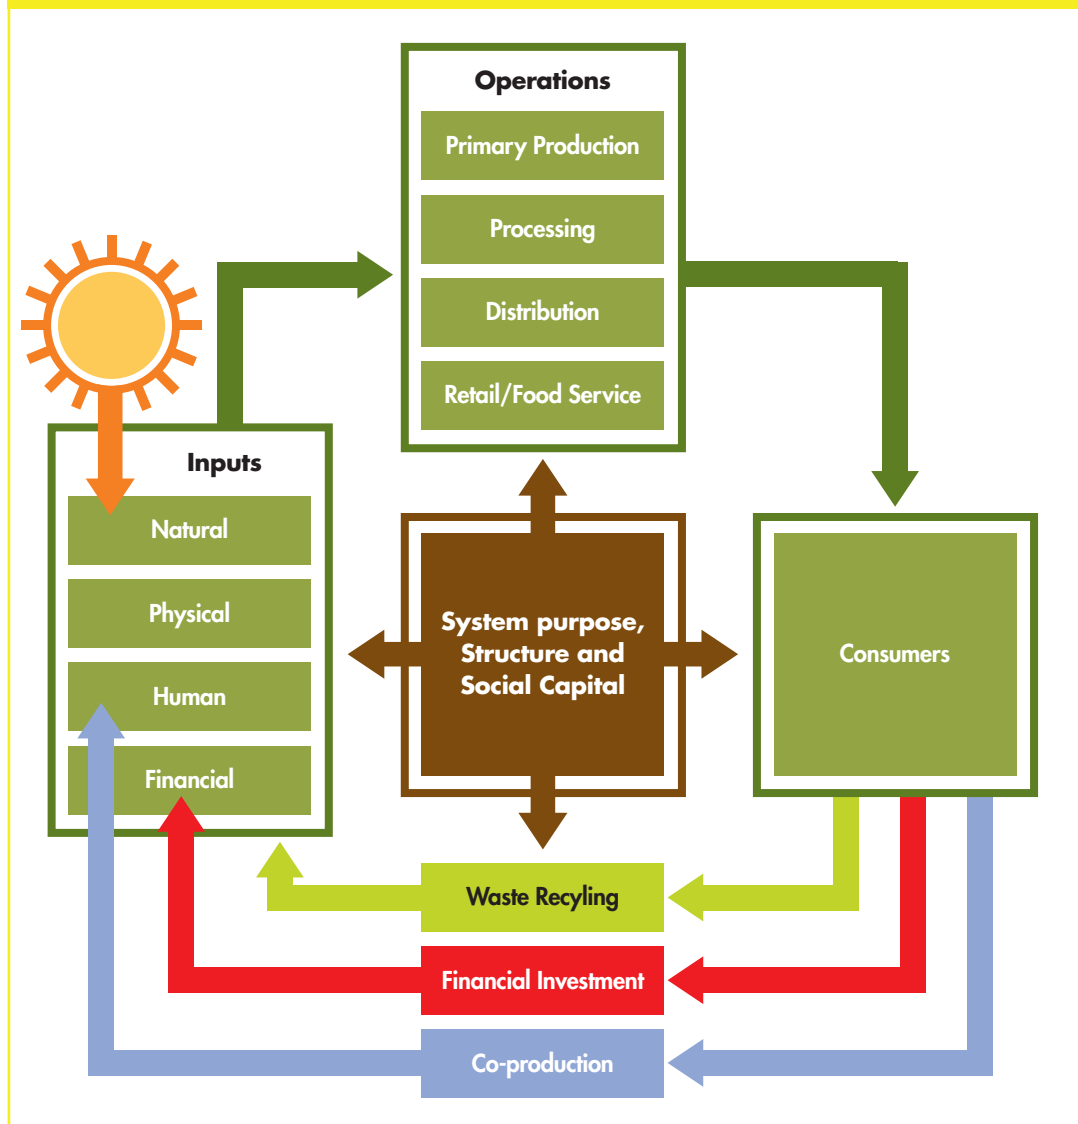 Operations
Primary Production
Processing
Distribution
Retail/Food Service
Inputs
Natural
Physical
Human
Financial
System purpose,
Structure and
Social Capital
Consumers
Waste Recyling
Financial Investment
Co-production